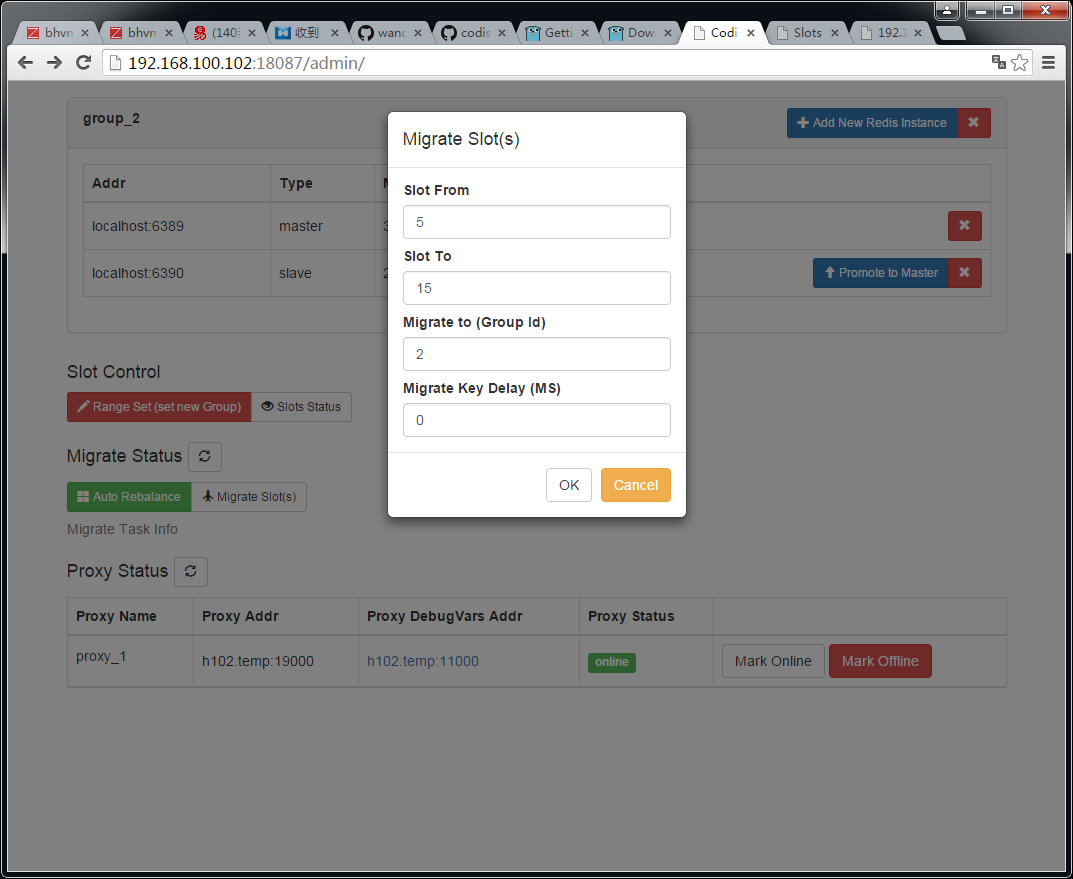 bhvn
bhvn
(140
收到
wand
codis
Getti
Dow
Codi
Slots
192.1
192.168.100.102:18087/admin/
group_2
Add New Redis Instance
Addr Type M
localhost:6389 master 3
localhost:6390 slave 2 Promote to Master
Migrate Slot(s)
Slot From
5
Slot To
15
Migrate to (Group Id)
2
Migrate Key Delay (MS)
0
OK Cancel
Slot Control
Range Set (set new Group) Slots Status
Migrate Status
Auto Rebalance Migrate Slot(s)
Migrate Task Info
Proxy Status
Proxy Name Proxy Addr Proxy DebugVars Addr Proxy Status
proxy_1 h102.temp:19000 h102.temp:11000 online Mark Online Mark Offline